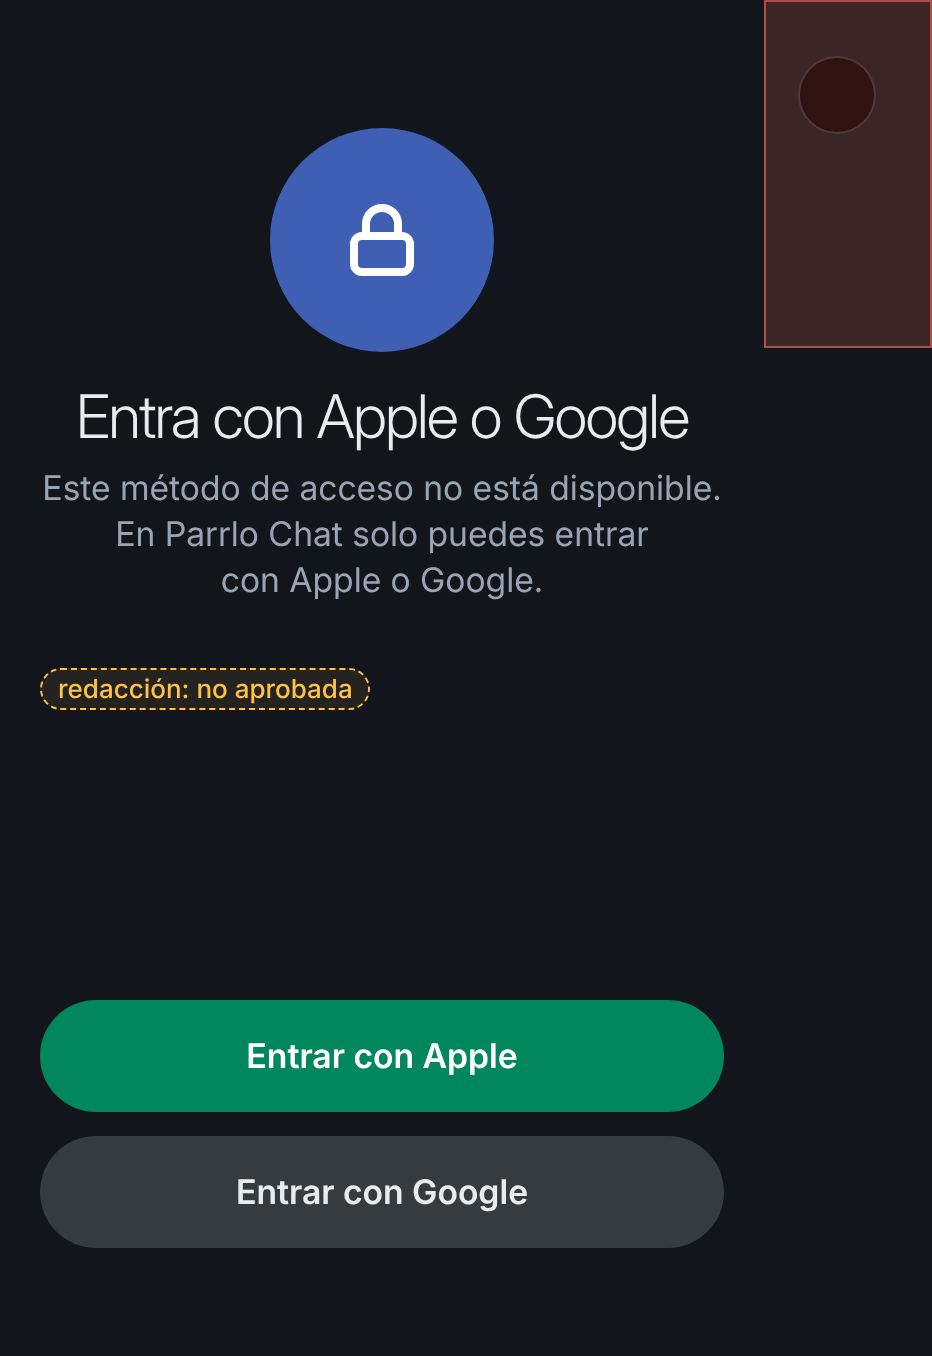 Entra con Apple o Google
Este método de acceso no está disponible.
En Parrlo Chat solo puedes entrar
con Apple o Google.
redacción: no aprobada
Entrar con Apple
Entrar con Google